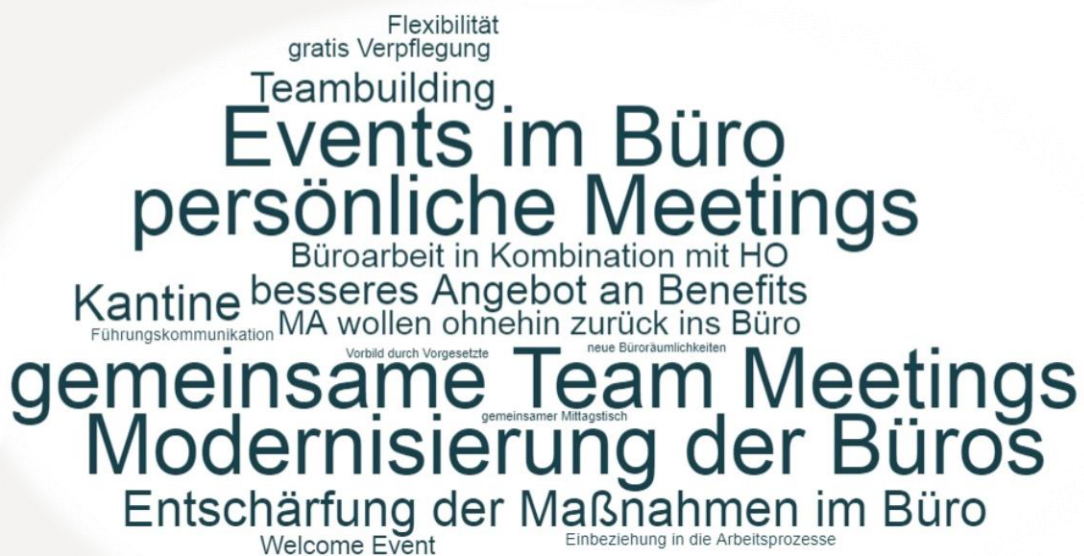 Flexibilität
gratis Verpflegung
Teambuilding
Events im Büro
persönliche Meetings
Büroarbeit in Kombination mit HO
Kantine
besseres Angebot an Benefits
Führungskommunikation
MA wollen ohnehin zurück ins Büro
Vorbild durch Vorgesetzte
neue Büroräumlichkeiten
gemeinsame Team Meetings
gemeinsamer Mittagstisch
Modernisierung der Büros
Entschärfung der Maßnahmen im Büro
Welcome Event
Einbeziehung in die Arbeitsprozesse